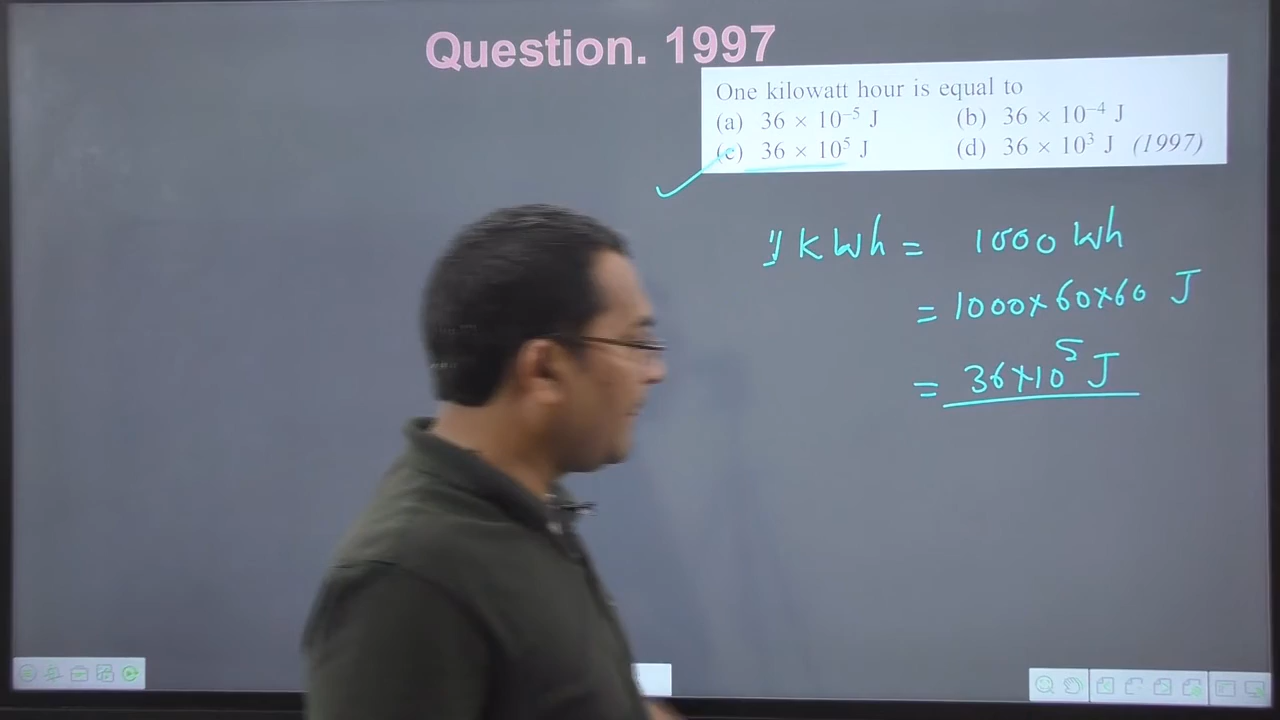 Question. 1997
One kilowatt hour is equal to
(a) 36 × 10⁻⁵ J (b) 36 × 10⁻⁴ J
(c) 36 × 10⁵ J (d) 36 × 10³ J (1997)
1 kWh = 1000 Wh
= 1000×60×60 J
= 36×10⁵ J